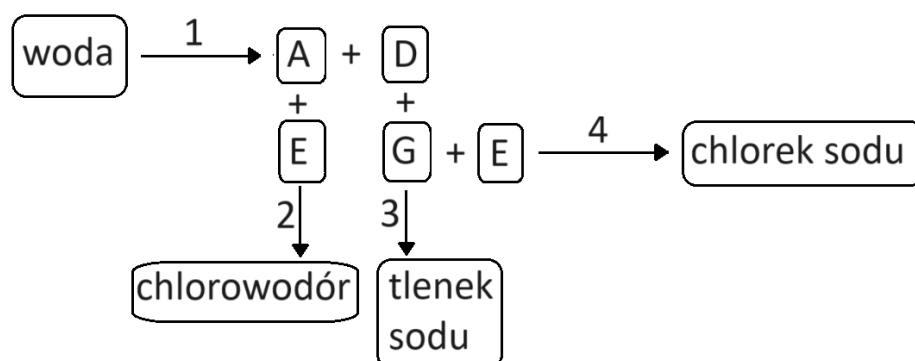 woda 1 A + D
+ +
E G + E 4 chlorek sodu
2 3
chlorowodór tlenek
sodu